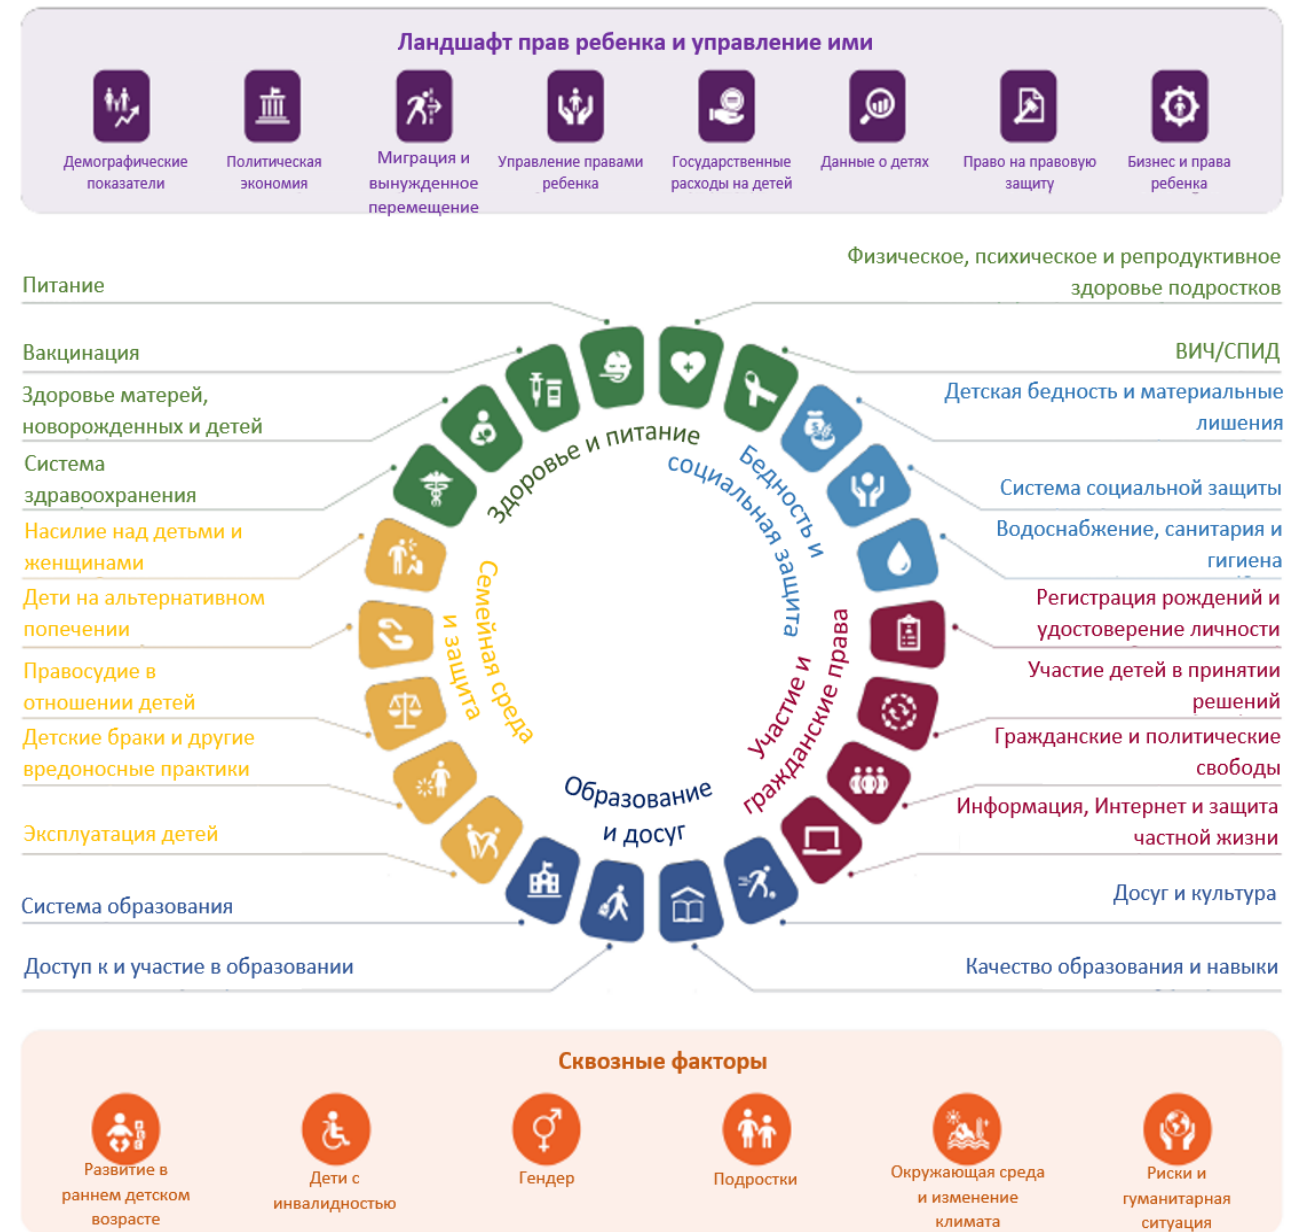 Ландшафт прав ребенка и управление ими
Демографические
показатели
Политическая
экономия
Миграция и
вынужденное
перемещение
Управление правами
ребенка
Государственные
расходы на детей
Данные о детях
Право на правовую
защиту
Бизнес и права
ребенка
Питание
Вакцинация
Здоровье матерей,
новорожденных и детей
Система
здравоохранения
Насилие над детьми и
женщинами
Дети на альтернативном
попечении
Правосудие в
отношении детей
Детские браки и другие
вредоносные практики
Эксплуатация детей
Система образования
Доступ к и участие в образовании
Здоровье и питание
Бедность и
социальная защита
Семейная среда
и защита
Участие и
гражданские права
Образование
и досуг
Физическое, психическое и репродуктивное
здоровье подростков
ВИЧ/СПИД
Детская бедность и материальные
лишения
Система социальной защиты
Водоснабжение, санитария и
гигиена
Регистрация рождений и
удостоверение личности
Участие детей в принятии
решений
Гражданские и политические
свободы
Информация, Интернет и защита
частной жизни
Досуг и культура
Качество образования и навыки
Сквозные факторы
Развитие в
раннем детском
возрасте
Дети с
инвалидностью
Гендер
Подростки
Окружающая среда
и изменение
климата
Риски и
гуманитарная
ситуация